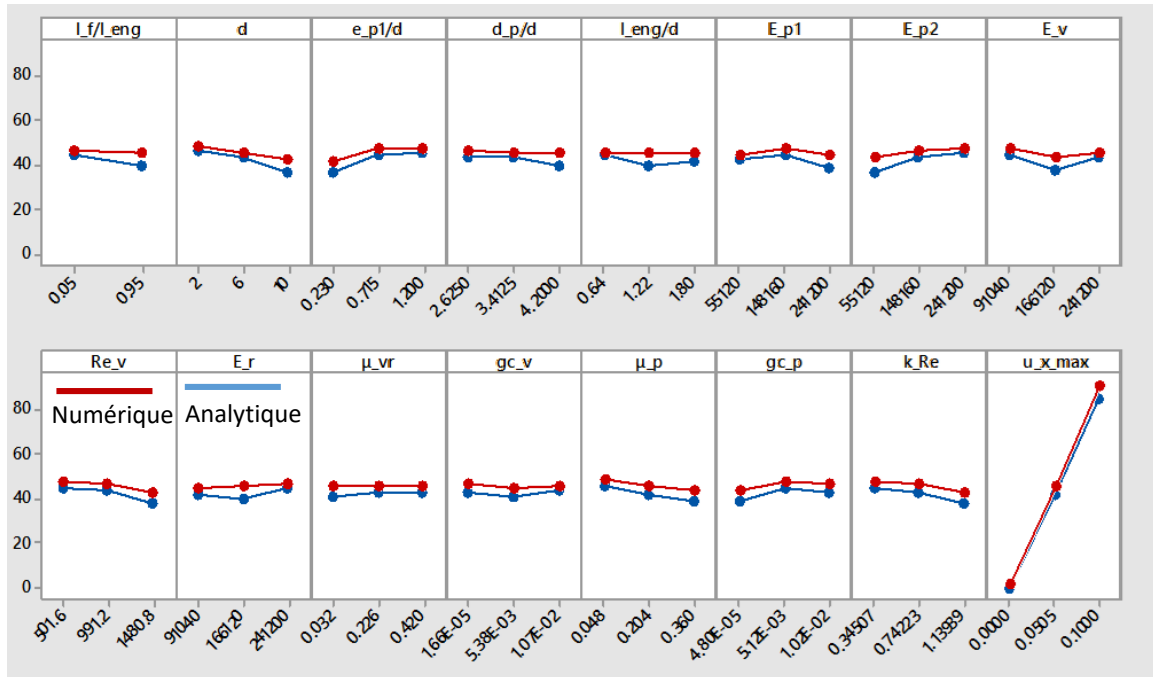 l_f/l_eng d e_p1/d d_p/d l_eng/d E_p1 E_p2 E_v
80
60
40
20
0
0.05 0.95 2 6 10 0.230 0.715 1.200 2.6250 3.4125 4.2000 0.64 1.22 1.80 55120 148160 241200 55120 148160 241200 91040 166120 241200
Re_v E_r μ_vr gc_v μ_p gc_p k_Re u_x_max
Numérique Analytique
80
60
40
20
0
501.6 991.2 1480.8 91040 166120 241200 0.032 0.226 0.420 1.66E-05 5.38E-03 1.07E-02 0.048 0.204 0.360 4.80E-05 5.12E-03 1.02E-02 0.34507 0.74223 1.13939 0.0000 0.0505 0.1000